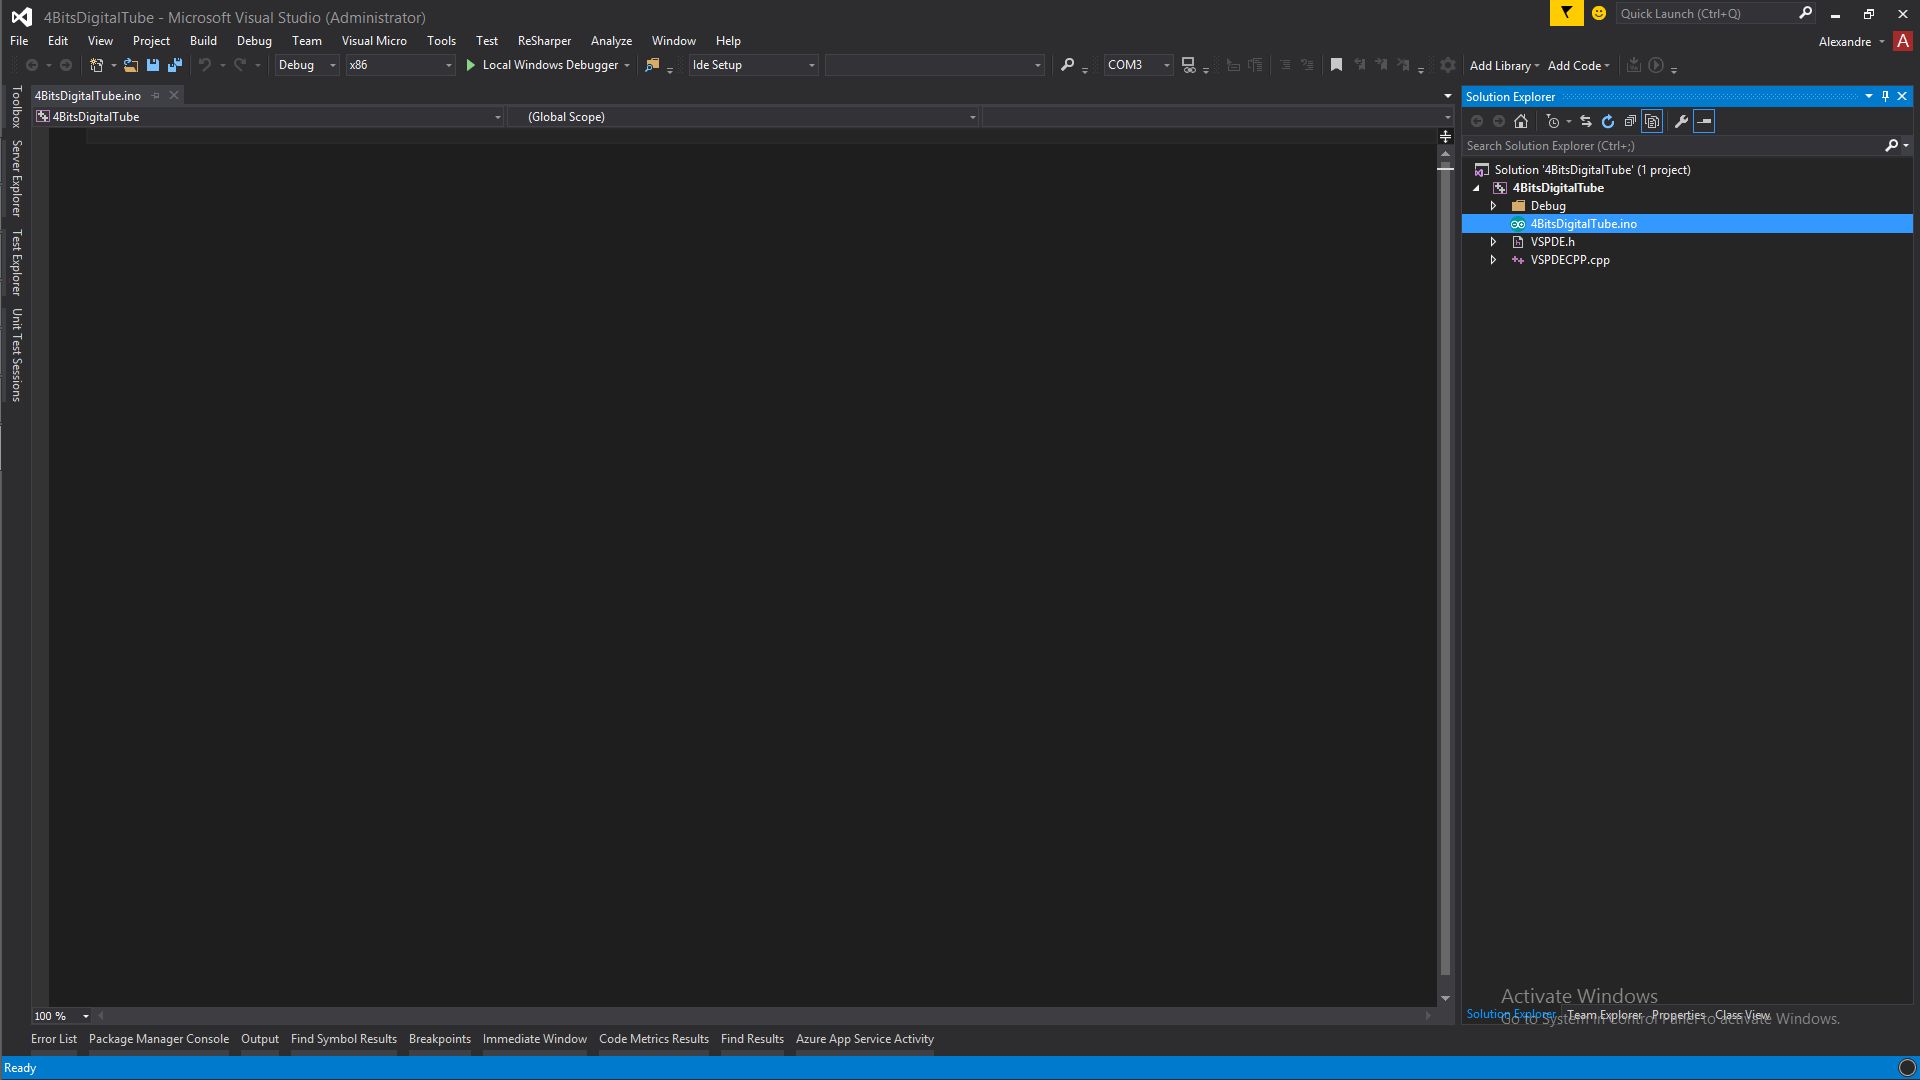 4BitsDigitalTube - Microsoft Visual Studio (Administrator)
Quick Launch (Ctrl+Q)
File Edit View Project Build Debug Team Visual Micro Tools Test ReSharper Analyze Window Help
Alexandre A
Debug x86 Local Windows Debugger Ide Setup COM3 Add Library Add Code
Toolbox
Server Explorer
Test Explorer
Unit Test Sessions
4BitsDigitalTube.ino
4BitsDigitalTube (Global Scope)
Solution Explorer
Search Solution Explorer (Ctrl+;)
Solution '4BitsDigitalTube' (1 project)
4BitsDigitalTube
Debug
4BitsDigitalTube.ino
VSPDE.h
VSPDECPP.cpp
Activate Windows
Go to System in Control Panel to activate Windows.
Solution Explorer Team Explorer Properties Class View
100 %
Error List Package Manager Console Output Find Symbol Results Breakpoints Immediate Window Code Metrics Results Find Results Azure App Service Activity
Ready